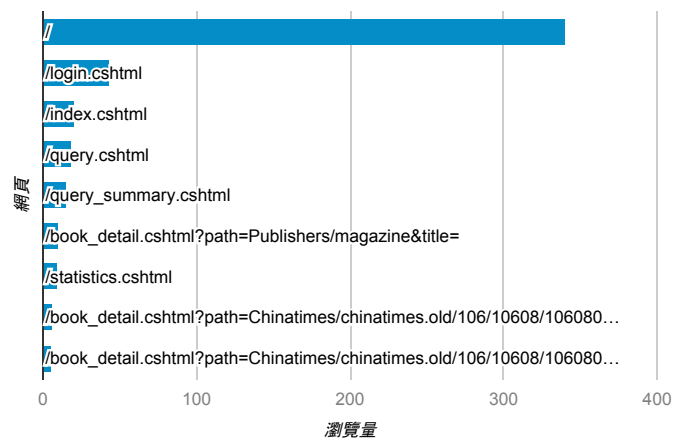 /
/login.cshtml
/index.cshtml
/query.cshtml
/query_summary.cshtml
/book_detail.cshtml?path=Publishers/magazine&title=
/statistics.cshtml
/book_detail.cshtml?path=Chinatimes/chinatimes.old/106/10608/106080…
/book_detail.cshtml?path=Chinatimes/chinatimes.old/106/10608/106080…
網頁
0 100 200 300 400
瀏覽量